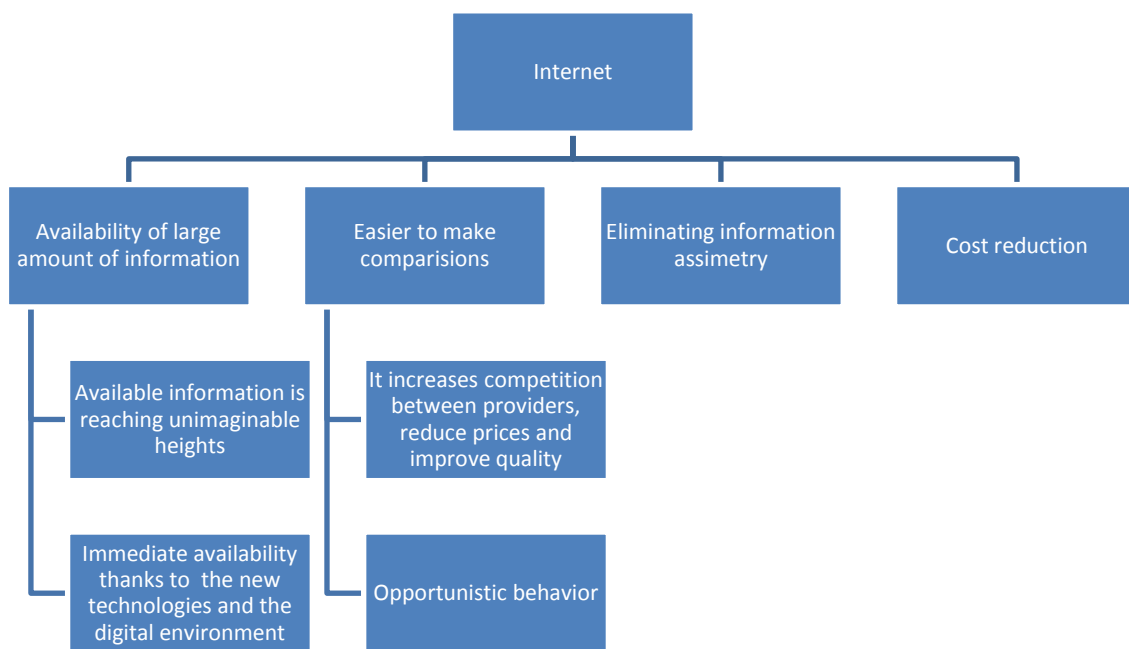 Internet
Availability of large
amount of information
Easier to make
comparisions
Eliminating information
assimetry
Cost reduction
Available information is
reaching unimaginable
heights
It increases competition
between providers,
reduce prices and
improve quality
Immediate availability
thanks to  the new
technologies and the
digital environment
Opportunistic behavior